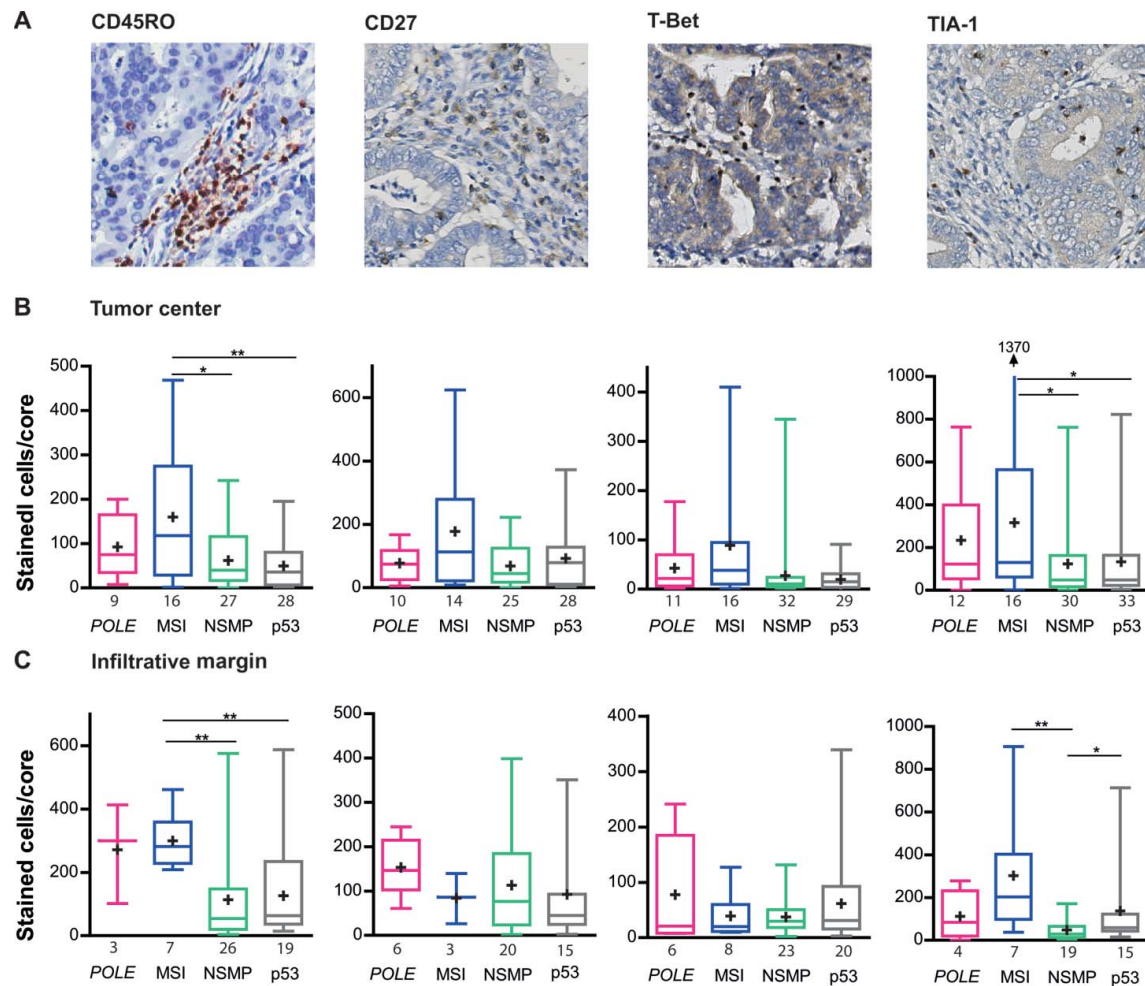 A
CD45RO CD27 T-Bet TIA-1
B Tumor center
StainedI cells/core
500
400
300
200
100
0
* **
9 16 27 28
POLE MSI NSMP p53
600
400
200
0
10 14 25 28
POLE MSI NSMP p53
400
300
200
100
0
11 16 32 29
POLE MSI NSMP p53
1370
1000
800
600
400
200
0
* *
12 16 30 33
POLE MSI NSMP p53
C Infiltrative margin
Stained cells/core
600
400
200
0
** **
3 7 26 19
POLE MSI NSMP p53
500
400
300
200
100
0
6 3 20 15
POLE MSI NSMP p53
400
300
200
100
0
6 8 23 20
POLE MSI NSMP p53
1000
800
600
400
200
0
** *
4 7 19 15
POLE MSI NSMP p53